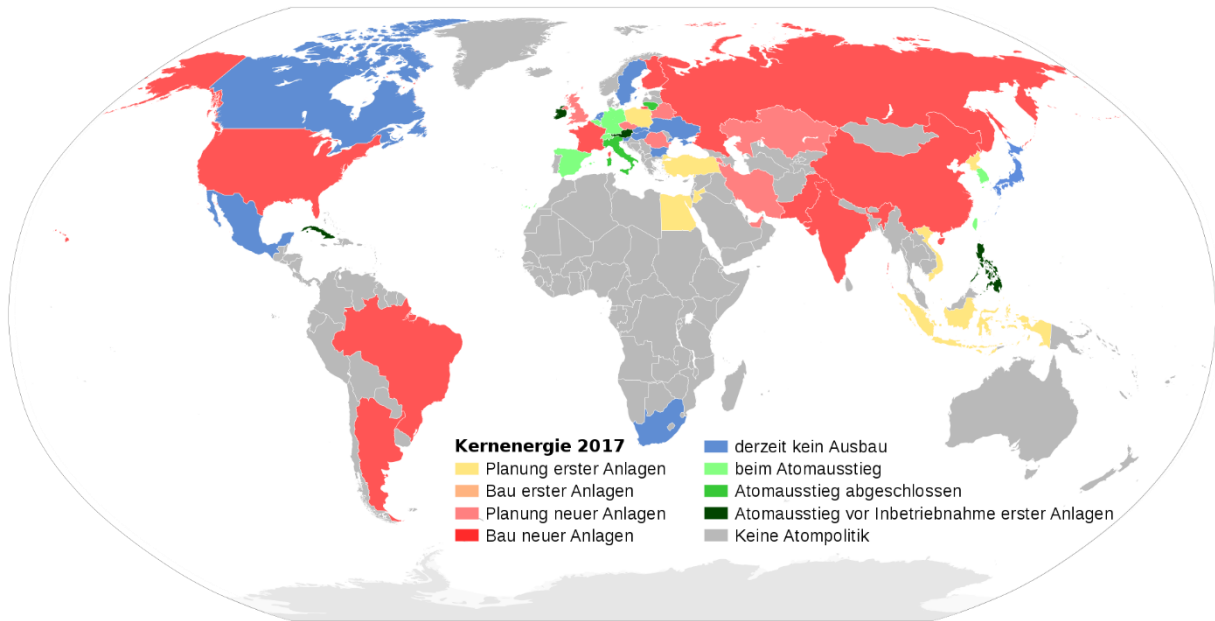 Kernenergie 2017
Planung erster Anlagen
Bau erster Anlagen
Planung neuer Anlagen
Bau neuer Anlagen
derzeit kein Ausbau
beim Atomausstieg
Atomausstieg abgeschlossen
Atomausstieg vor Inbetriebnahme erster Anlagen
Keine Atompolitik